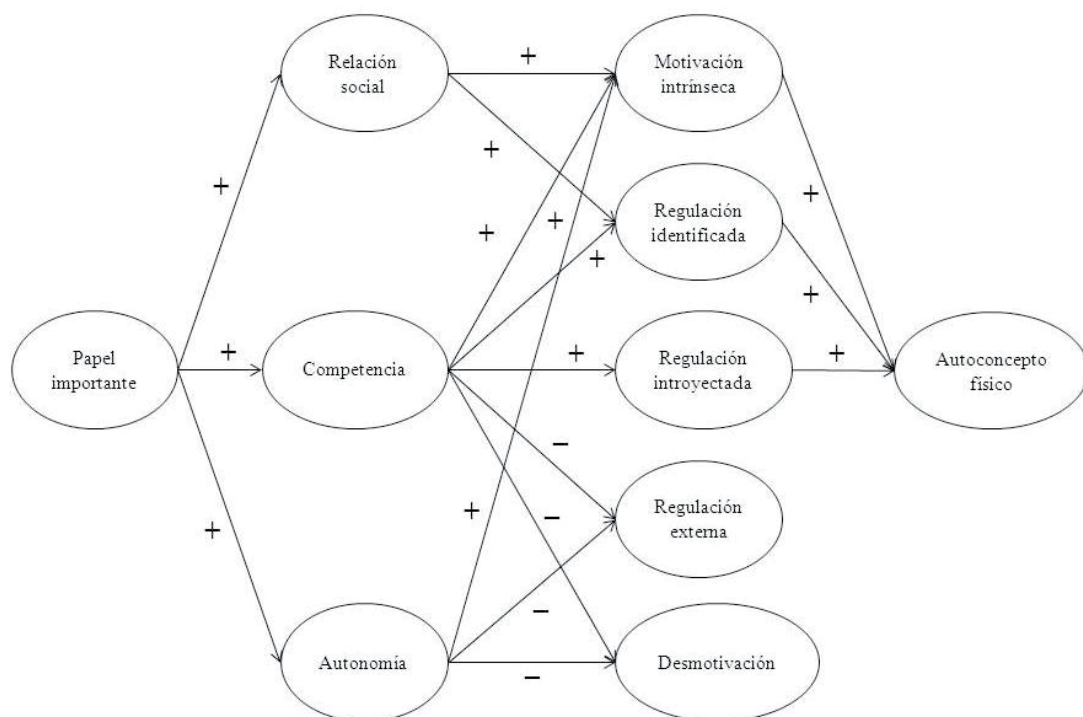 Relación
social
+
Motivación
intrínseca
+
+
+
Regulación
identificada
+
+
+
+
Papel
importante
+
Competencia
+
Regulación
introyectada
+
Autoconcepto
físico
−
Regulación
externa
+
+
−
−
Autonomía
−
Desmotivación